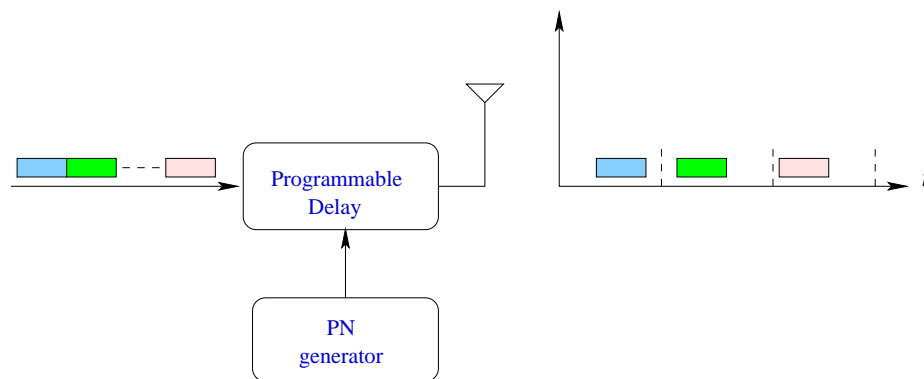 Programmable
Delay
PN
generator
t